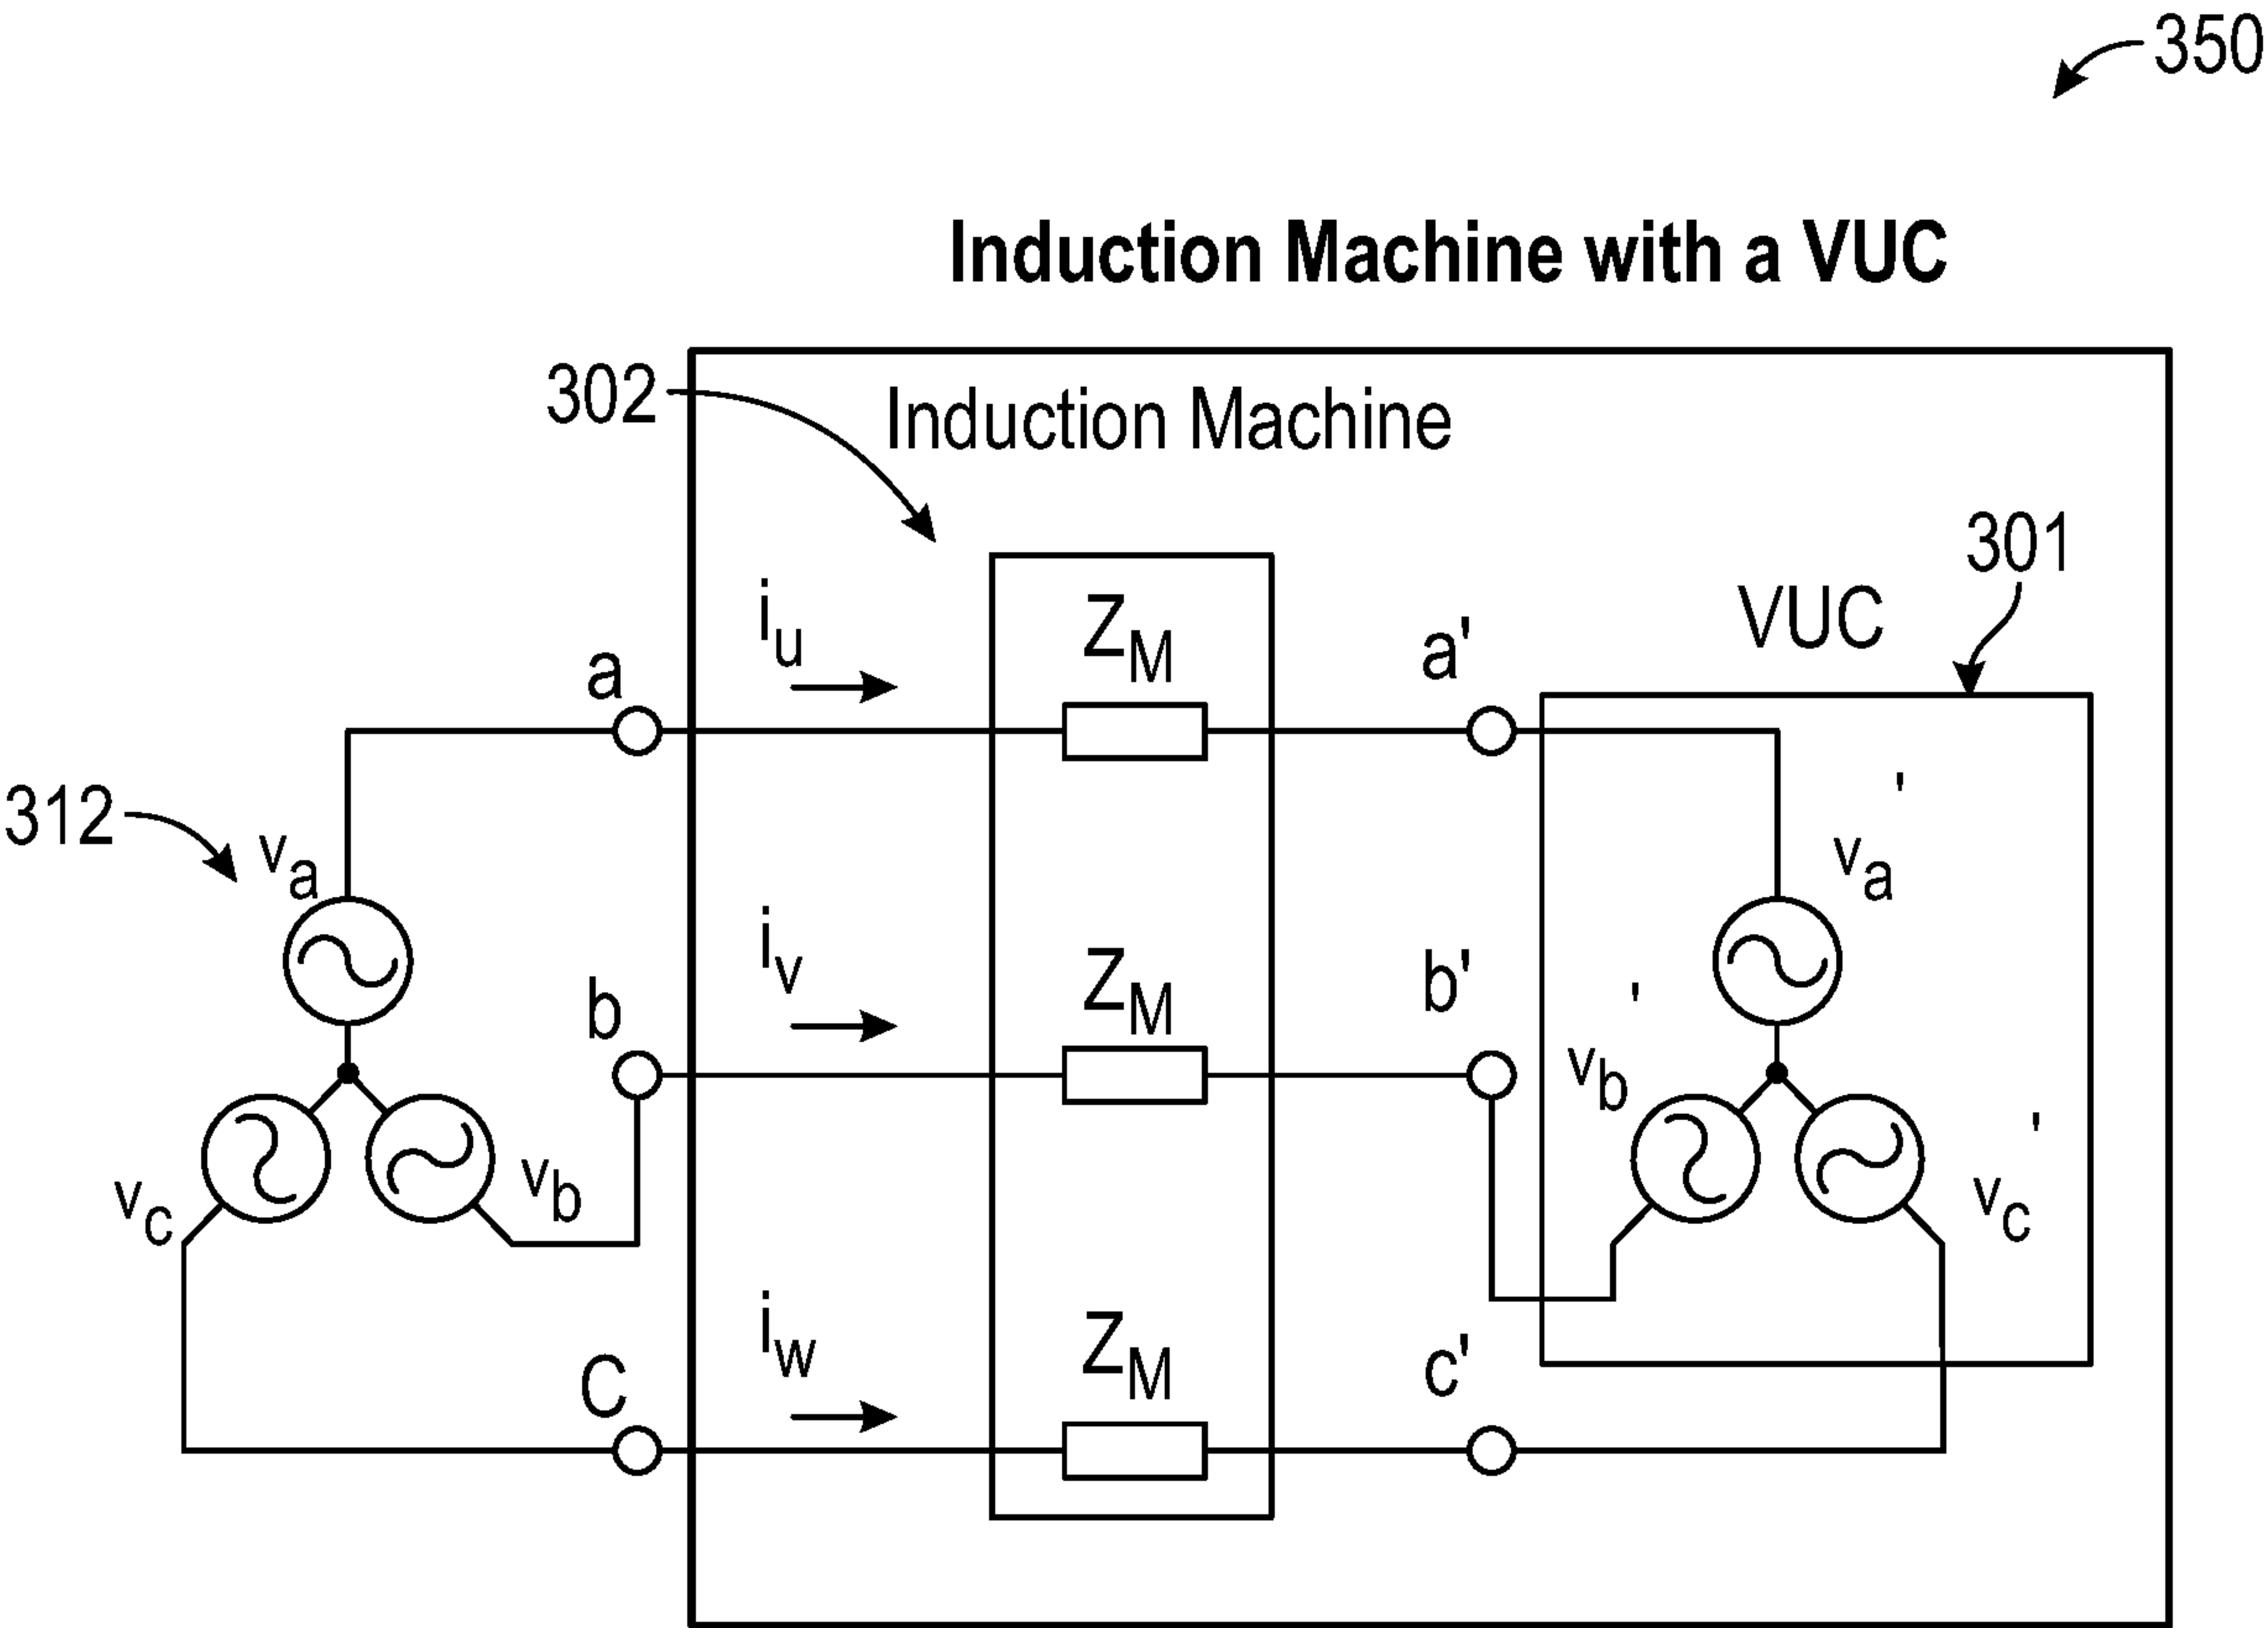 350
Induction Machine with a VUC
302
Induction Machine
301
VUC
i_u
Z_M
a
a'
312
v_a
v_a'
i_v
Z_M
b
b'
v_b
v_b'
v_c
v_c'
i_w
Z_M
C
c'